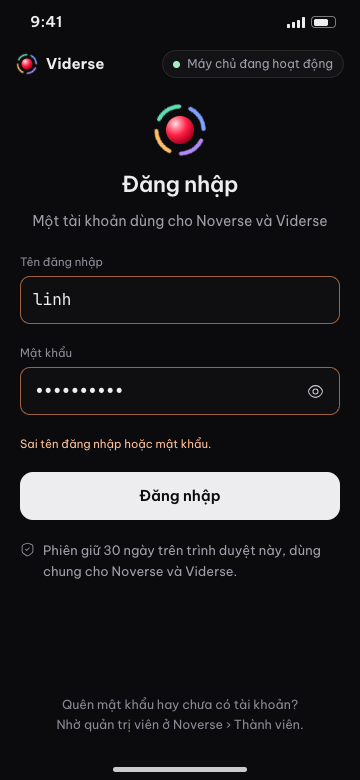 9:41
Viderse
Máy chủ đang hoạt động
Đăng nhập
Một tài khoản dùng cho Noverse và Viderse
Tên đăng nhập
linh
Mật khẩu
••••••••••
Sai tên đăng nhập hoặc mật khẩu.
Đăng nhập
Phiên giữ 30 ngày trên trình duyệt này, dùng
chung cho Noverse và Viderse.
Quên mật khẩu hay chưa có tài khoản?
Nhờ quản trị viên ở Noverse › Thành viên.